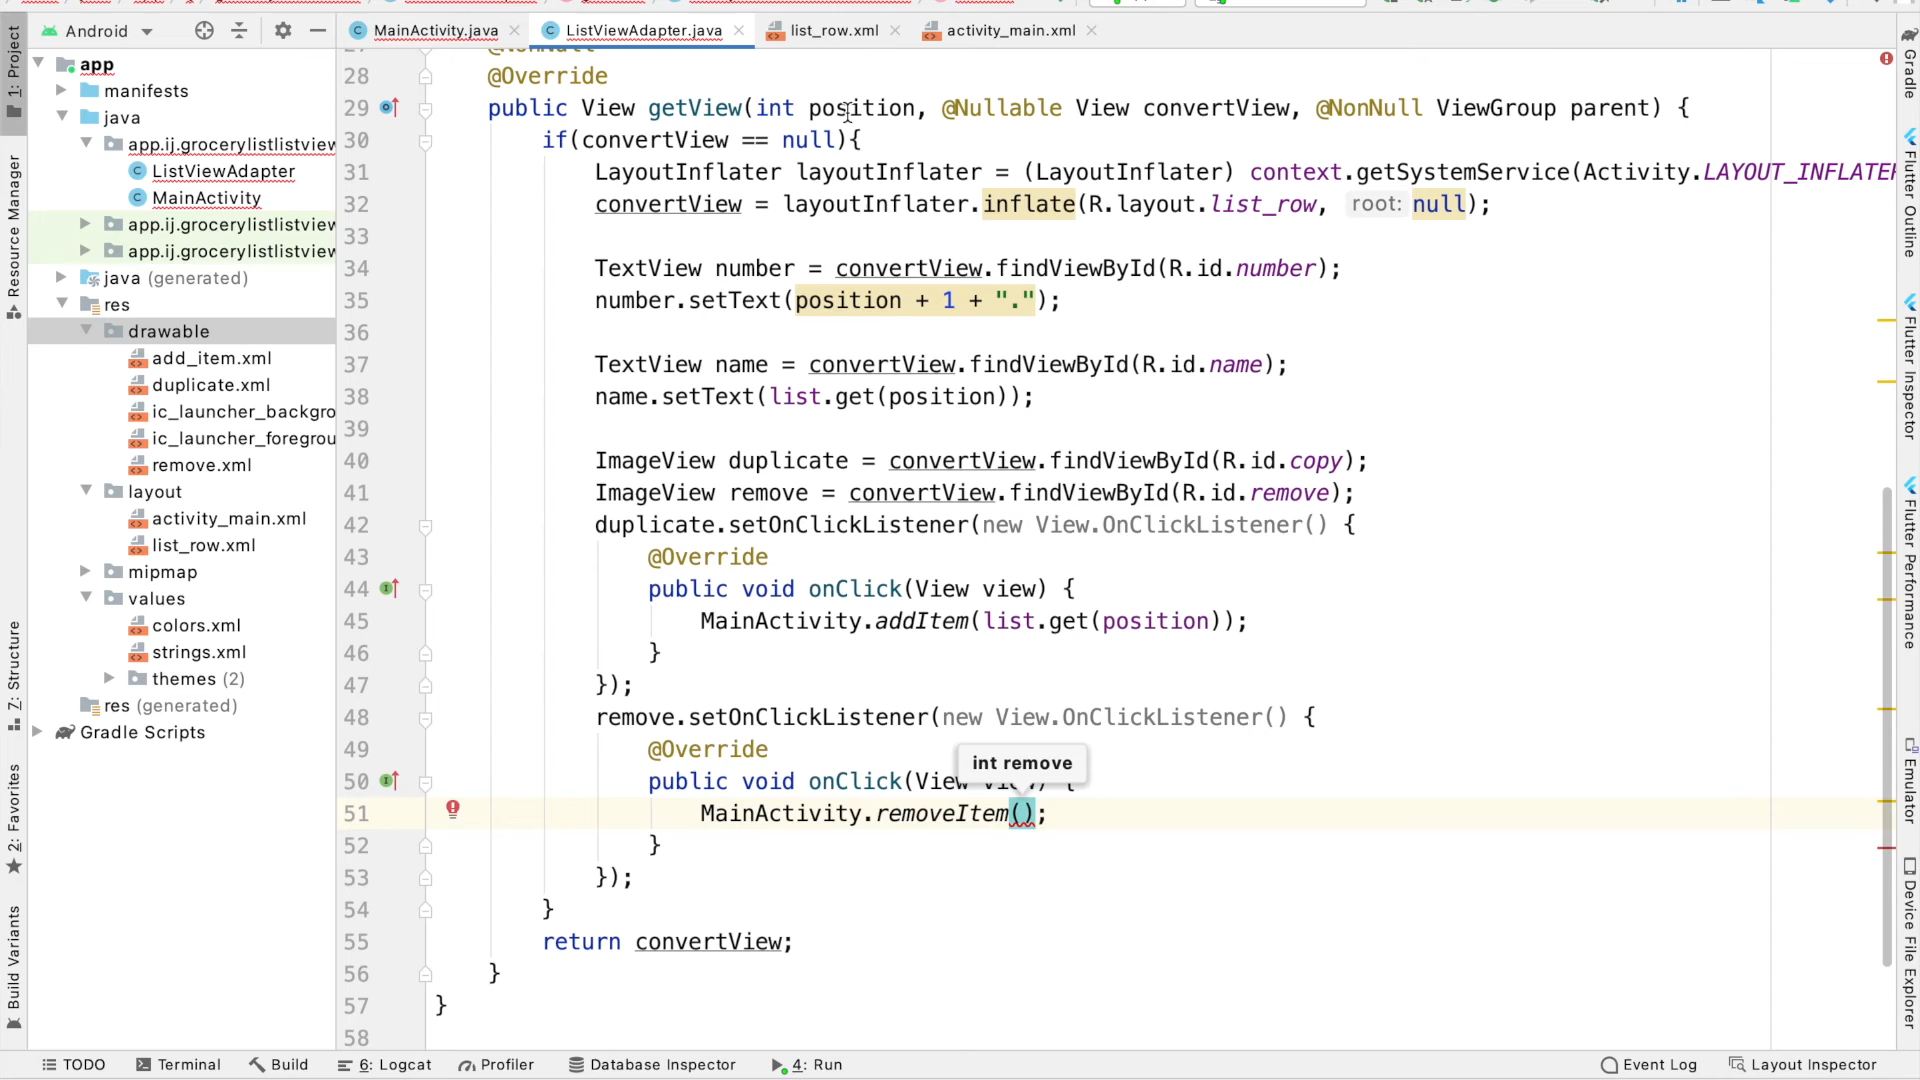 Android
MainActivity.java
ListViewAdapter.java
list_row.xml
activity_main.xml
1: Project
Resource Manager
7: Structure
2: Favorites
Build Variants
app
manifests
java
app.ij.grocerylistlistview
ListViewAdapter
MainActivity
app.ij.grocerylistlistview
app.ij.grocerylistlistview
java (generated)
res
drawable
add_item.xml
duplicate.xml
ic_launcher_backgro
ic_launcher_foregrou
remove.xml
layout
activity_main.xml
list_row.xml
mipmap
values
colors.xml
strings.xml
themes (2)
res (generated)
Gradle Scripts
27 @NonNull
28 @Override
29 public View getView(int position, @Nullable View convertView, @NonNull ViewGroup parent) {
30 if(convertView == null){
31 LayoutInflater layoutInflater = (LayoutInflater) context.getSystemService(Activity.LAYOUT_INFLATER
32 convertView = layoutInflater.inflate(R.layout.list_row, root: null);
33
34 TextView number = convertView.findViewById(R.id.number);
35 number.setText(position + 1 + ".");
36
37 TextView name = convertView.findViewById(R.id.name);
38 name.setText(list.get(position));
39
40 ImageView duplicate = convertView.findViewById(R.id.copy);
41 ImageView remove = convertView.findViewById(R.id.remove);
42 duplicate.setOnClickListener(new View.OnClickListener() {
43 @Override
44 public void onClick(View view) {
45 MainActivity.addItem(list.get(position));
46 }
47 });
48 remove.setOnClickListener(new View.OnClickListener() {
49 @Override
int remove
50 public void onClick(View view) {
51 MainActivity.removeItem();
52 }
53 });
54 }
55 return convertView;
56 }
57 }
58
Gradle
Flutter Outline
Flutter Inspector
Flutter Performance
Emulator
Device File Explorer
TODO
Terminal
Build
6: Logcat
Profiler
Database Inspector
4: Run
Event Log
Layout Inspector